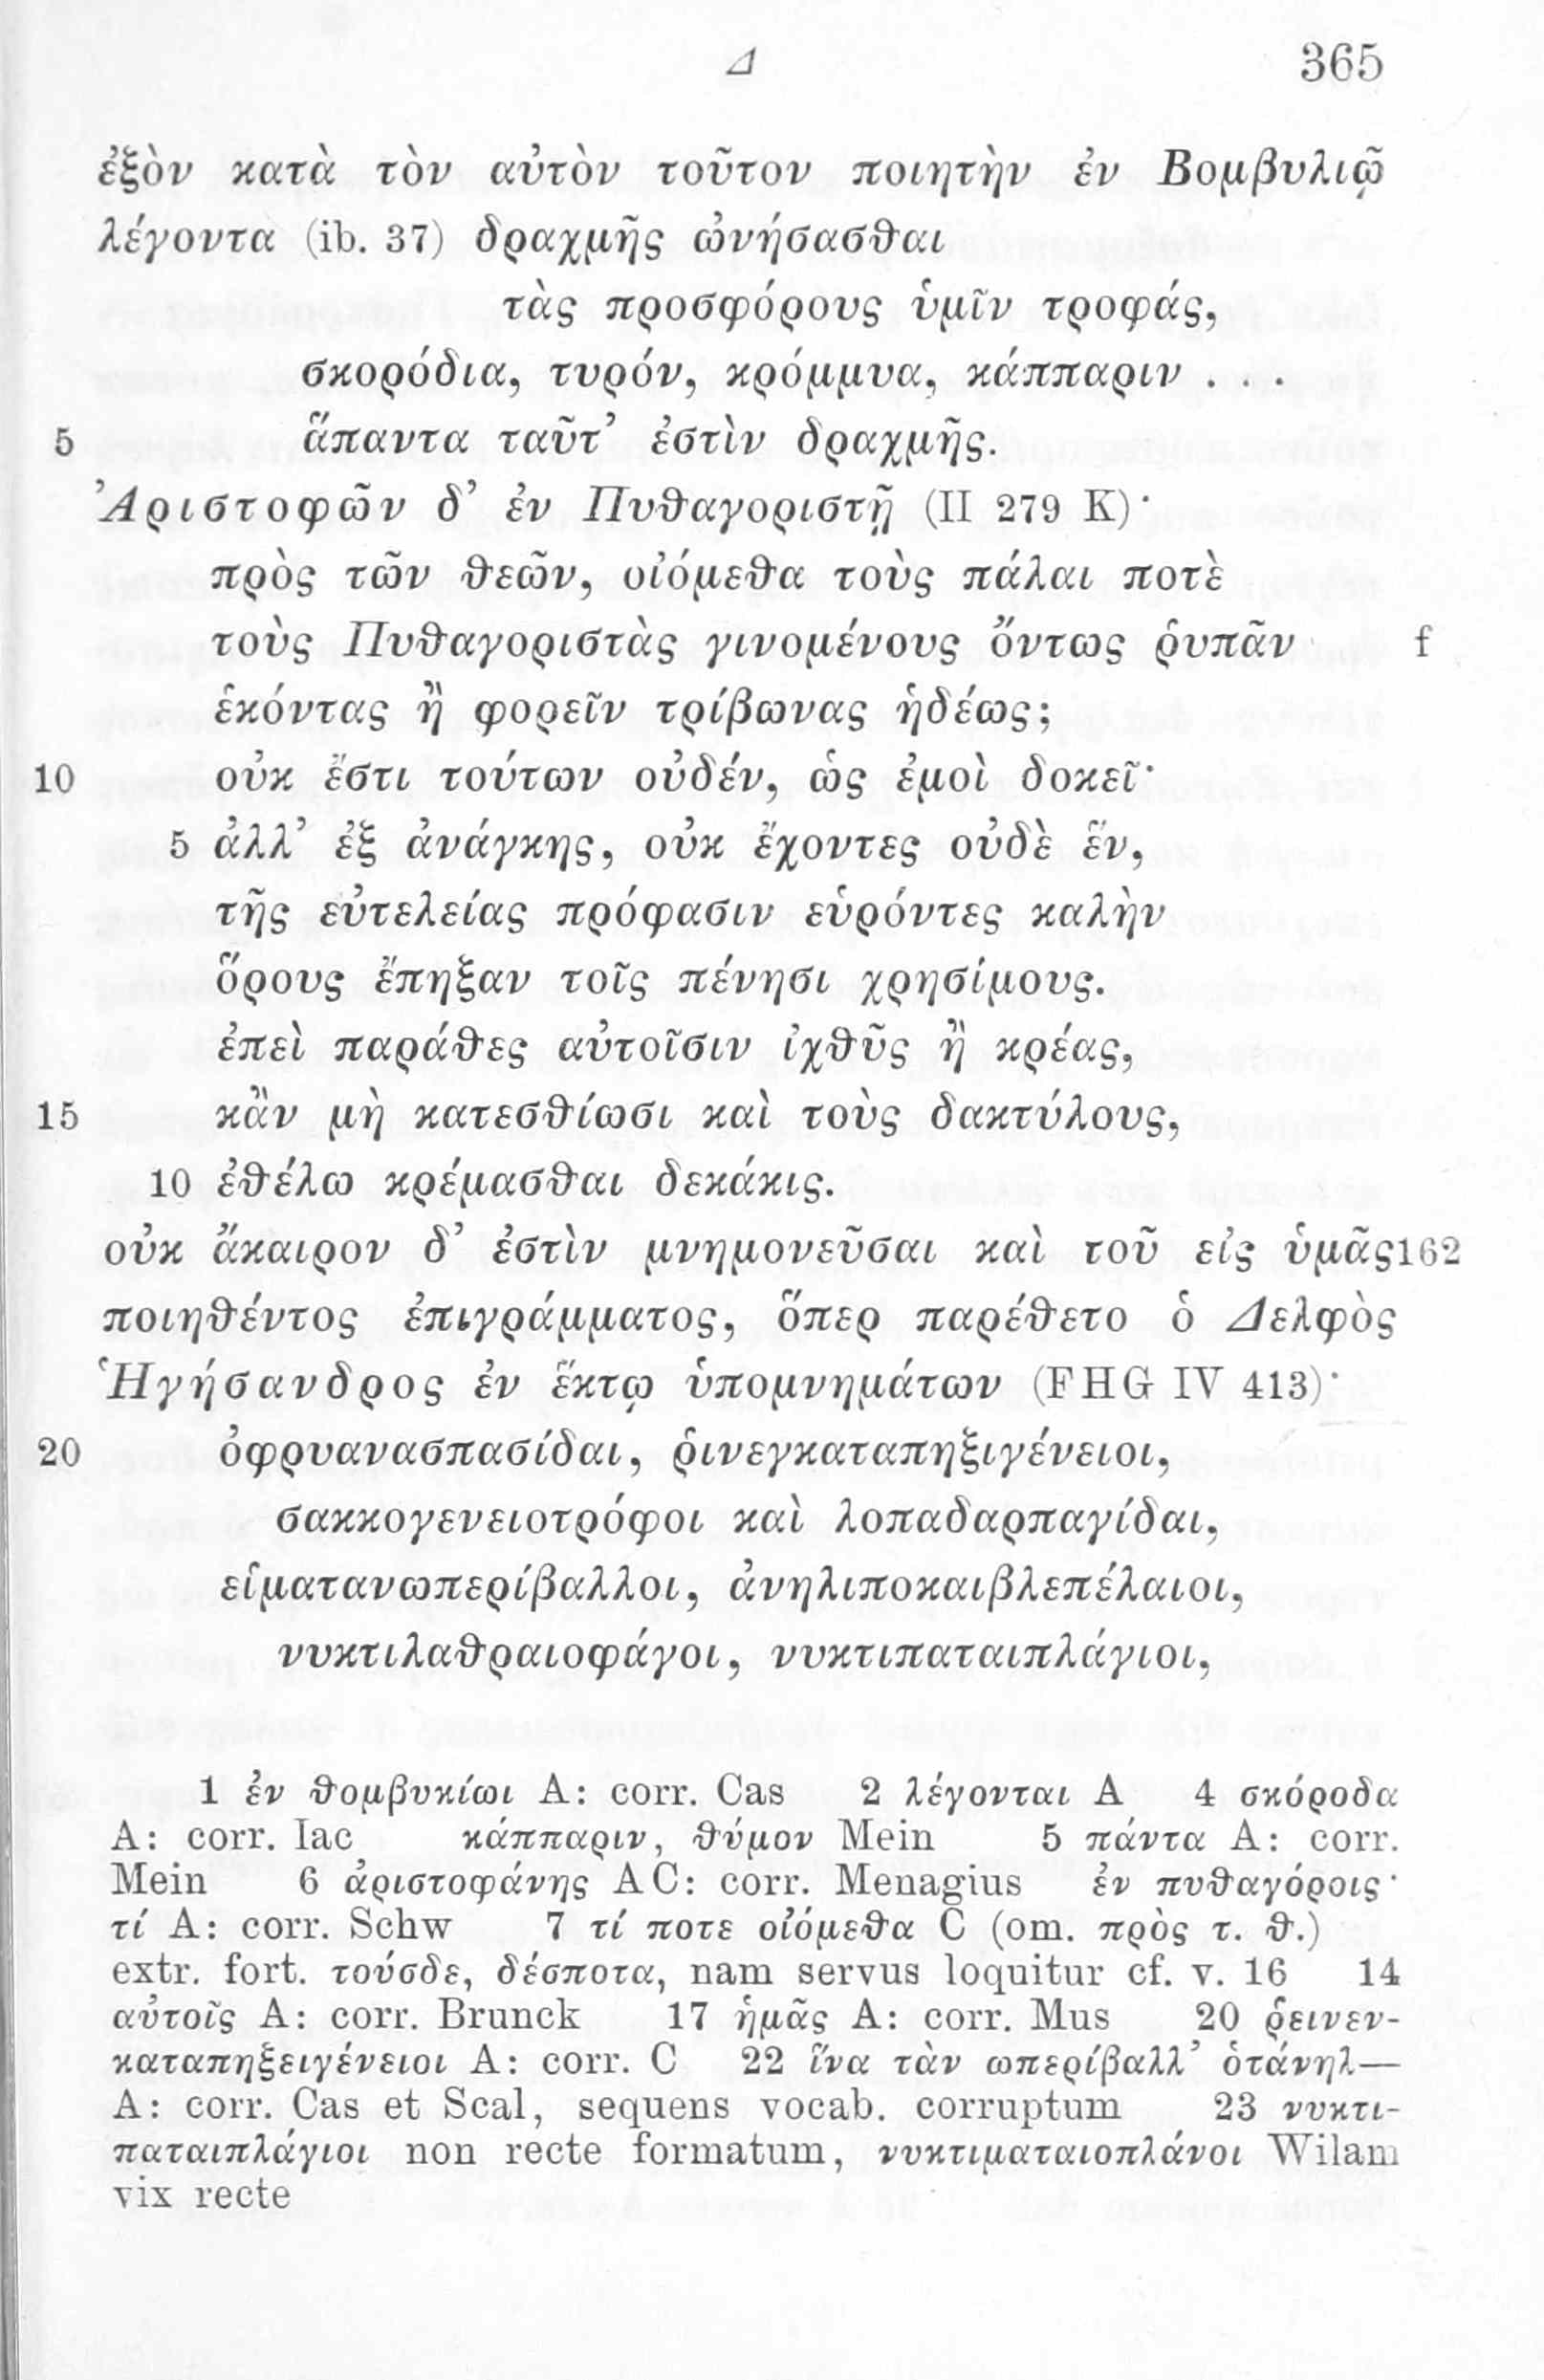 Δ 365
ἐξὸν κατὰ τὸν αὐτὸν τοῦτον ποιητὴν ἐν Βομβυλιῷ
λέγοντα (ib. 37) δραχμῆς ὠνήσασθαι
τὰς προσφόρους ὑμῖν τροφάς,
σκορόδια, τυρόν, κρόμμυα, κάππαριν . . .
5 ἅπαντα ταῦτ’ ἐστὶν δραχμῆς.
Ἀριστοφῶν δ’ ἐν Πυθαγοριστῇ (II 279 K)·
πρὸς τῶν θεῶν, οἰόμεθα τοὺς πάλαι ποτὲ
τοὺς Πυθαγοριστὰς γινομένους ὄντως ῥυπᾶν f
ἑκόντας ἢ φορεῖν τρίβωνας ἡδέως;
10 οὐκ ἔστι τούτων οὐδέν, ὡς ἐμοὶ δοκεῖ·
5 ἀλλ’ ἐξ ἀνάγκης, οὐκ ἔχοντες οὐδὲ ἕν,
τῆς εὐτελείας πρόφασιν εὑρόντες καλὴν
ὅρους ἔπηξαν τοῖς πένησι χρησίμους.
ἐπεὶ παράθες αὐτοῖσιν ἰχθῦς ἢ κρέας,
15 κἂν μὴ κατεσθίωσι καὶ τοὺς δακτύλους,
10 ἐθέλω κρέμασθαι δεκάκις.
οὐκ ἄκαιρον δ’ ἐστὶν μνημονεῦσαι καὶ τοῦ εἰς ὑμᾶς 162
ποιηθέντος ἐπιγράμματος, ὅπερ παρέθετο ὁ Δελφὸς
Ἡγήσανδρος ἐν ἕκτῳ ὑπομνημάτων (FHG IV 413)·
20 ὀφρυανασπασίδαι, ῥινεγκαταπηξιγένειοι,
σακκογενειοτρόφοι καὶ λοπαδαρπαγίδαι,
εἱματανωπερίβαλλοι, ἀνηλιποκαιβλεπέλαιοι,
νυκτιλαθραιοφάγοι, νυκτιπαταιπλάγιοι,
1 ἐν θομβυκίωι A: corr. Cas 2 λέγονται A 4 σκόροδα
A: corr. Iac κάππαριν, θύμον Mein 5 πάντα A: corr.
Mein 6 ἀριστοφάνης AC: corr. Menagius ἐν πυθαγόροις·
τί A: corr. Schw 7 τί ποτε οἰόμεθα C (om. πρὸς τ. θ.)
extr. fort. τούσδε, δέσποτα, nam servus loquitur cf. v. 16 14
αὐτοῖς A: corr. Brunck 17 ἡμᾶς A: corr. Mus 20 ῥεινεν-
καταπηξειγένειοι A: corr. C 22 ἵνα τὰν ωπερίβαλλ’ ὁτάνηλ—
A: corr. Cas et Scal, sequens vocab. corruptum 23 νυκτι-
παταιπλάγιοι non recte formatum, νυκτιματαιοπλάνοι Wilam
vix recte